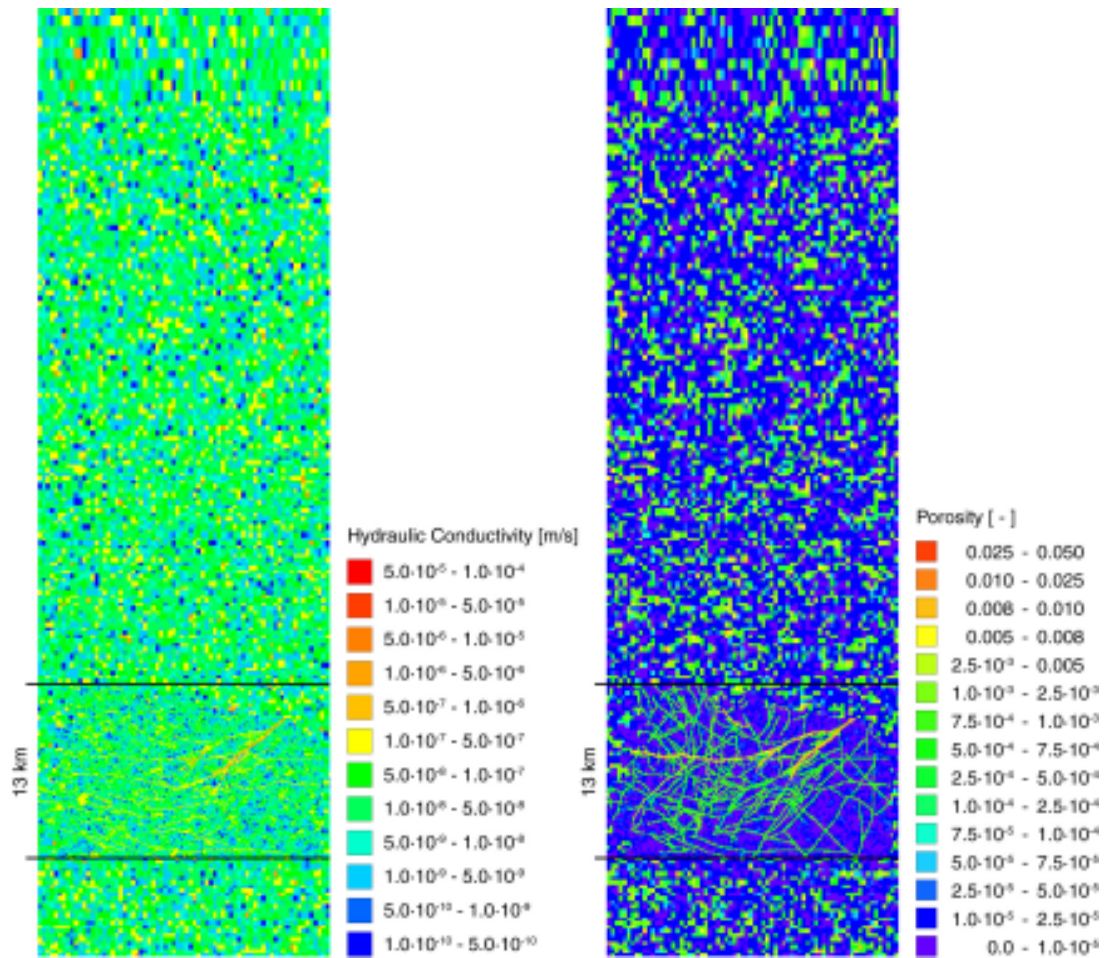 13 km
Hydraulic Conductivity [m/s]
5.0·10⁻⁵ - 1.0·10⁻⁴
1.0·10⁻⁵ - 5.0·10⁻⁵
5.0·10⁻⁶ - 1.0·10⁻⁵
1.0·10⁻⁶ - 5.0·10⁻⁶
5.0·10⁻⁷ - 1.0·10⁻⁶
1.0·10⁻⁷ - 5.0·10⁻⁷
5.0·10⁻⁸ - 1.0·10⁻⁷
1.0·10⁻⁸ - 5.0·10⁻⁸
5.0·10⁻⁹ - 1.0·10⁻⁸
1.0·10⁻⁹ - 5.0·10⁻⁹
5.0·10⁻¹⁰ - 1.0·10⁻⁹
1.0·10⁻¹⁰ - 5.0·10⁻¹⁰
13 km
Porosity [ - ]
0.025 - 0.050
0.010 - 0.025
0.008 - 0.010
0.005 - 0.008
2.5·10⁻³ - 0.005
1.0·10⁻³ - 2.5·10⁻³
7.5·10⁻⁴ - 1.0·10⁻³
5.0·10⁻⁴ - 7.5·10⁻⁴
2.5·10⁻⁴ - 5.0·10⁻⁴
1.0·10⁻⁴ - 2.5·10⁻⁴
7.5·10⁻⁵ - 1.0·10⁻⁴
5.0·10⁻⁵ - 7.5·10⁻⁵
2.5·10⁻⁵ - 5.0·10⁻⁵
1.0·10⁻⁵ - 2.5·10⁻⁵
0.0 - 1.0·10⁻⁵